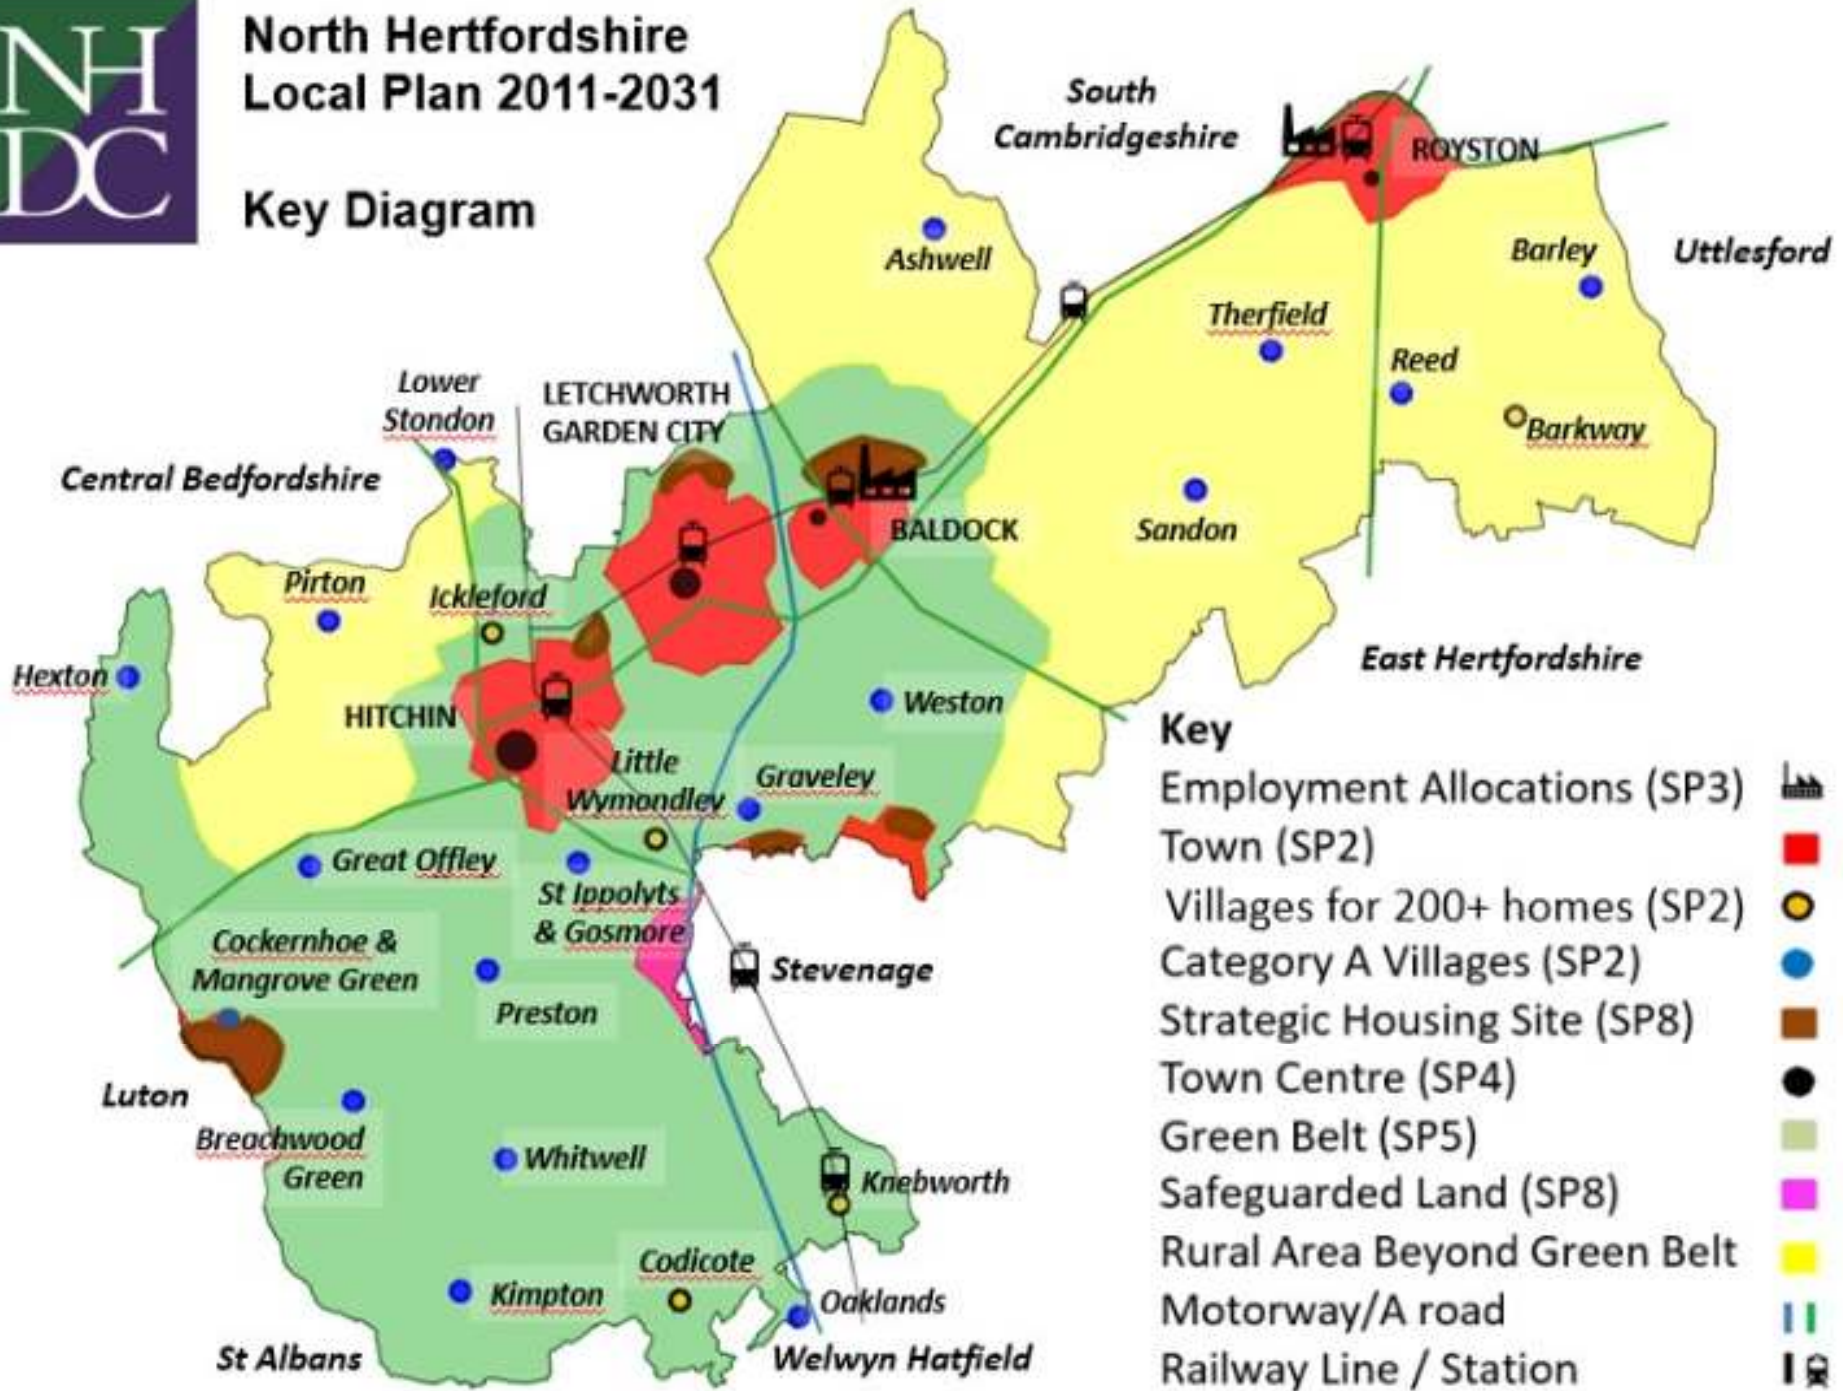 NH
DC
North Hertfordshire
Local Plan 2011-2031
Key Diagram
South
Cambridgeshire
ROYSTON
Ashwell
Barley
Uttlesford
Therfield
Reed
Barkway
Lower
Stondon
LETCHWORTH
GARDEN CITY
Central Bedfordshire
BALDOCK
Sandon
Pirton
Ickleford
East Hertfordshire
Hexton
HITCHIN
Weston
Little
Wymondley
Graveley
Great Offley
St Ippolyts
& Gosmore
Cockernhoe &
Mangrove Green
Stevenage
Preston
Luton
Breachwood
Green
Whitwell
Knebworth
Codicote
Kimpton
Oaklands
St Albans
Welwyn Hatfield
Key
Employment Allocations (SP3)
Town (SP2)
Villages for 200+ homes (SP2)
Category A Villages (SP2)
Strategic Housing Site (SP8)
Town Centre (SP4)
Green Belt (SP5)
Safeguarded Land (SP8)
Rural Area Beyond Green Belt
Motorway/A road
Railway Line / Station